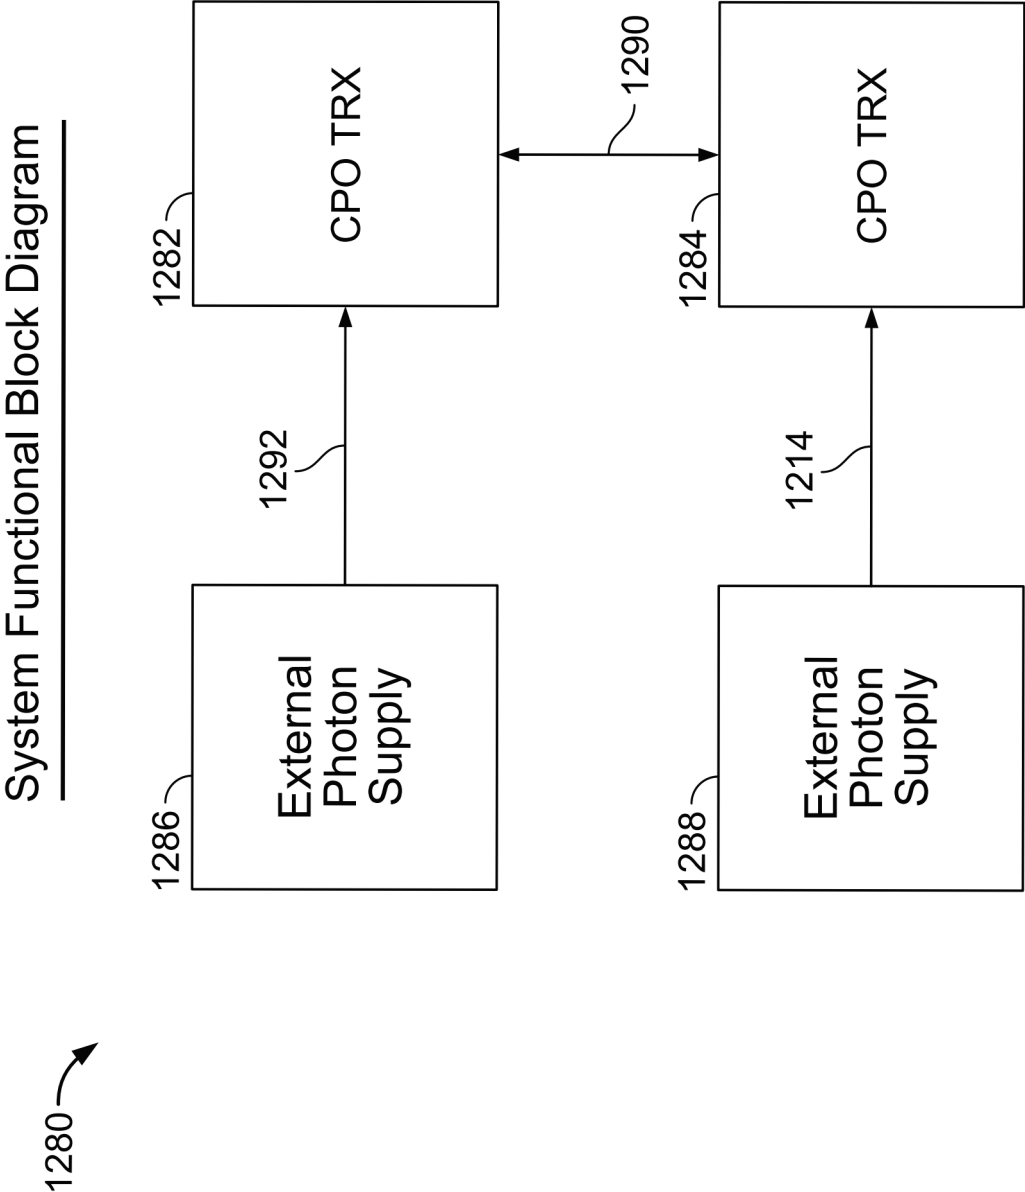 System Functional Block Diagram
1280
1286
1282
1292
External
Photon
Supply
CPO TRX
1290
1288
1284
1214
External
Photon
Supply
CPO TRX